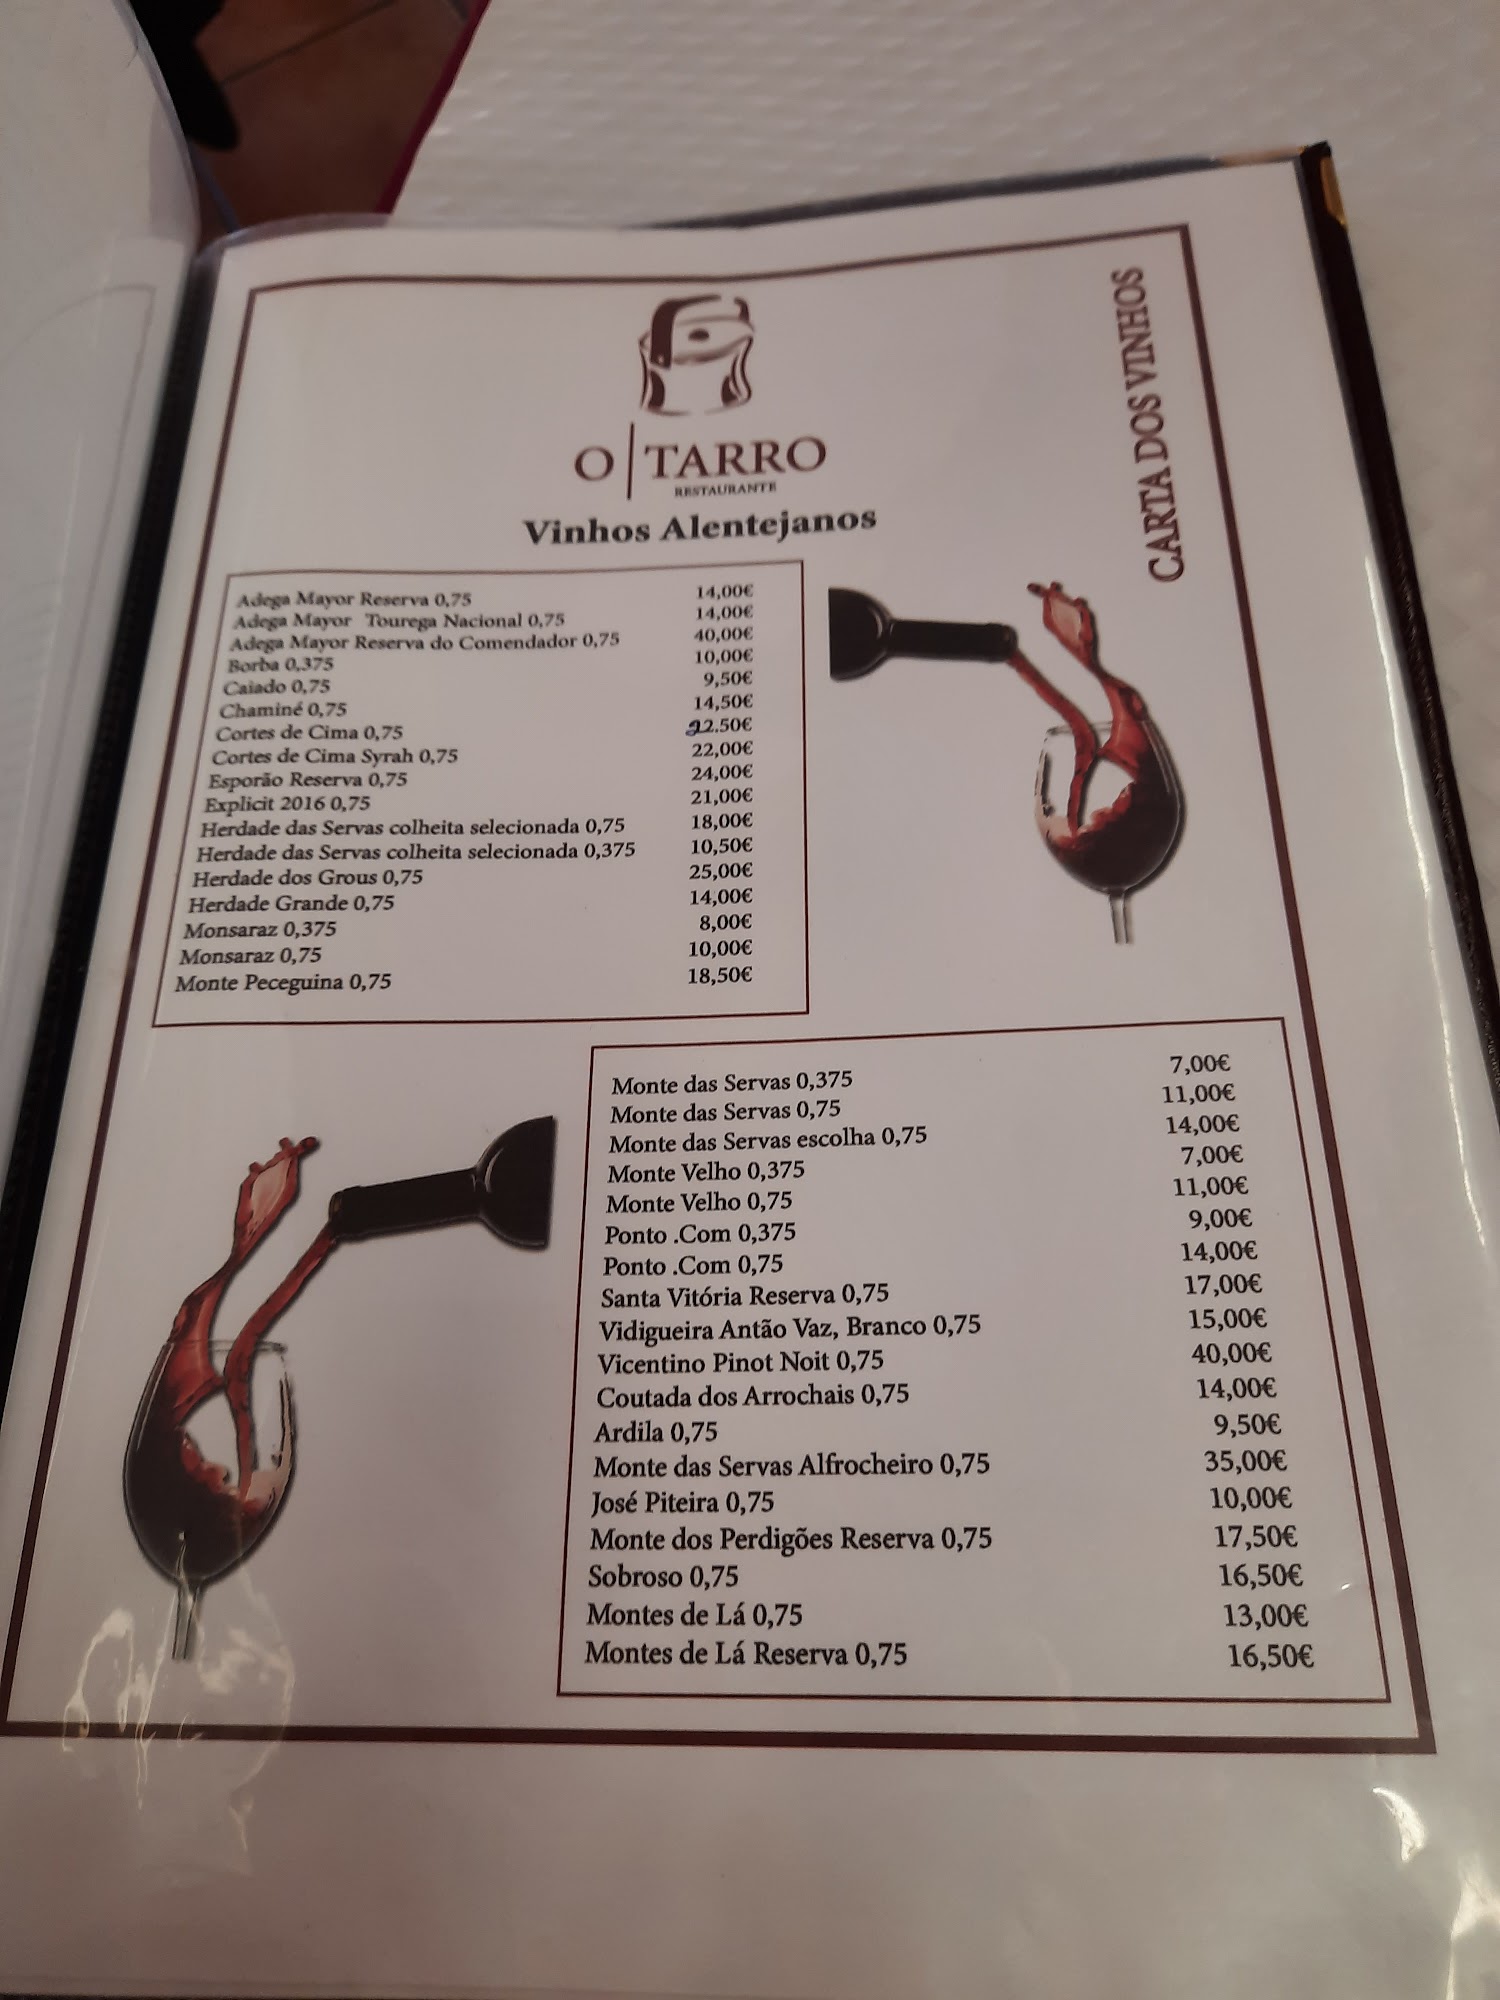 CARTA DOS VINHOS
O TARRO
RESTAURANTE
Vinhos Alentejanos
Adega Mayor Reserva 0,75 14,00€
Adega Mayor Tourega Nacional 0,75 14,00€
Adega Mayor Reserva do Comendador 0,75 40,00€
Borba 0,375 10,00€
Caiado 0,75 9,50€
Chaminé 0,75 14,50€
Cortes de Cima 0,75 22.50€
Cortes de Cima Syrah 0,75 22,00€
Esporão Reserva 0,75 24,00€
Explicit 2016 0,75 21,00€
Herdade das Servas colheita selecionada 0,75 18,00€
Herdade das Servas colheita selecionada 0,375 10,50€
Herdade dos Grous 0,75 25,00€
Herdade Grande 0,75 14,00€
Monsaraz 0,375 8,00€
Monsaraz 0,75 10,00€
Monte Peceguina 0,75 18,50€
Monte das Servas 0,375 7,00€
Monte das Servas 0,75 11,00€
Monte das Servas escolha 0,75 14,00€
Monte Velho 0,375 7,00€
Monte Velho 0,75 11,00€
Ponto .Com 0,375 9,00€
Ponto .Com 0,75 14,00€
Santa Vitória Reserva 0,75 17,00€
Vidigueira Antão Vaz, Branco 0,75 15,00€
Vicentino Pinot Noit 0,75 40,00€
Coutada dos Arrochais 0,75 14,00€
Ardila 0,75 9,50€
Monte das Servas Alfrocheiro 0,75 35,00€
José Piteira 0,75 10,00€
Monte dos Perdigões Reserva 0,75 17,50€
Sobroso 0,75 16,50€
Montes de Lá 0,75 13,00€
Montes de Lá Reserva 0,75 16,50€